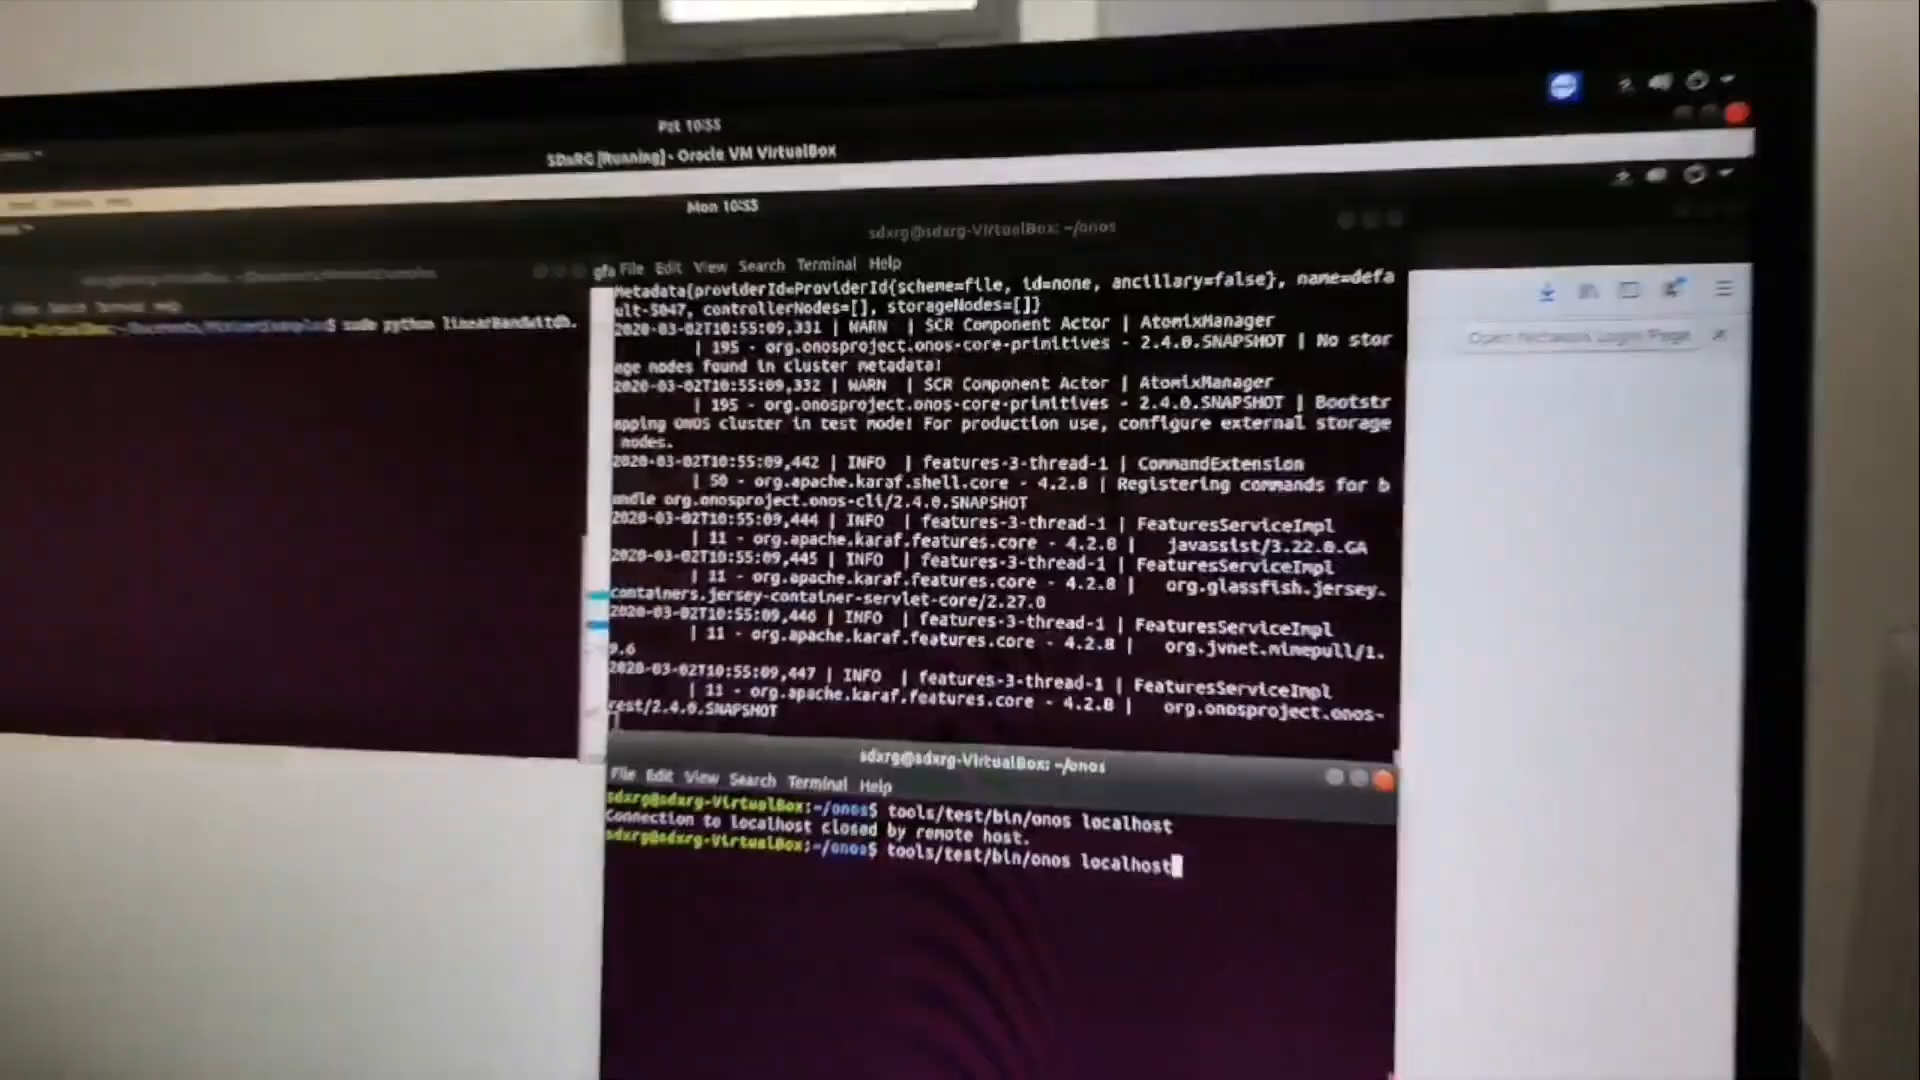 Pzt 10:55
SDxRG [Running] - Oracle VM VirtualBox
Mon 10:55
sdxrg@sdxrg-VirtualBox: ~/onos
File Edit View Search Terminal Help
Metadata{providerId=ProviderId{scheme=file, id=none, ancillary=false}, name=defa
ult-5047, controllerNodes=[], storageNodes=[]}
2020-03-02T10:55:09,331 | WARN | SCR Component Actor | AtomixManager
| 195 - org.onosproject.onos-core-primitives - 2.4.0.SNAPSHOT | No stor
age nodes found in cluster metadata!
2020-03-02T10:55:09,332 | WARN | SCR Component Actor | AtomixManager
| 195 - org.onosproject.onos-core-primitives - 2.4.0.SNAPSHOT | Bootstr
apping ONOS cluster in test mode! For production use, configure external storage
nodes.
2020-03-02T10:55:09,442 | INFO | features-3-thread-1 | CommandExtension
| 50 - org.apache.karaf.shell.core - 4.2.8 | Registering commands for b
undle org.onosproject.onos-cli/2.4.0.SNAPSHOT
2020-03-02T10:55:09,444 | INFO | features-3-thread-1 | FeaturesServiceImpl
| 11 - org.apache.karaf.features.core - 4.2.8 | javassist/3.22.0.GA
2020-03-02T10:55:09,445 | INFO | features-3-thread-1 | FeaturesServiceImpl
| 11 - org.apache.karaf.features.core - 4.2.8 | org.glassfish.jersey.
containers.jersey-container-servlet-core/2.27.0
2020-03-02T10:55:09,446 | INFO | features-3-thread-1 | FeaturesServiceImpl
| 11 - org.apache.karaf.features.core - 4.2.8 | org.jvnet.mimepull/1.
9.6
2020-03-02T10:55:09,447 | INFO | features-3-thread-1 | FeaturesServiceImpl
| 11 - org.apache.karaf.features.core - 4.2.8 | org.onosproject.onos-
rest/2.4.0.SNAPSHOT
sudo python linearBandwitdh.
Open Network Login Page
sdxrg@sdxrg-VirtualBox: ~/onos
File Edit View Search Terminal Help
sdxrg@sdxrg-VirtualBox:~/onos$ tools/test/bin/onos localhost
Connection to localhost closed by remote host.
sdxrg@sdxrg-VirtualBox:~/onos$ tools/test/bin/onos localhost